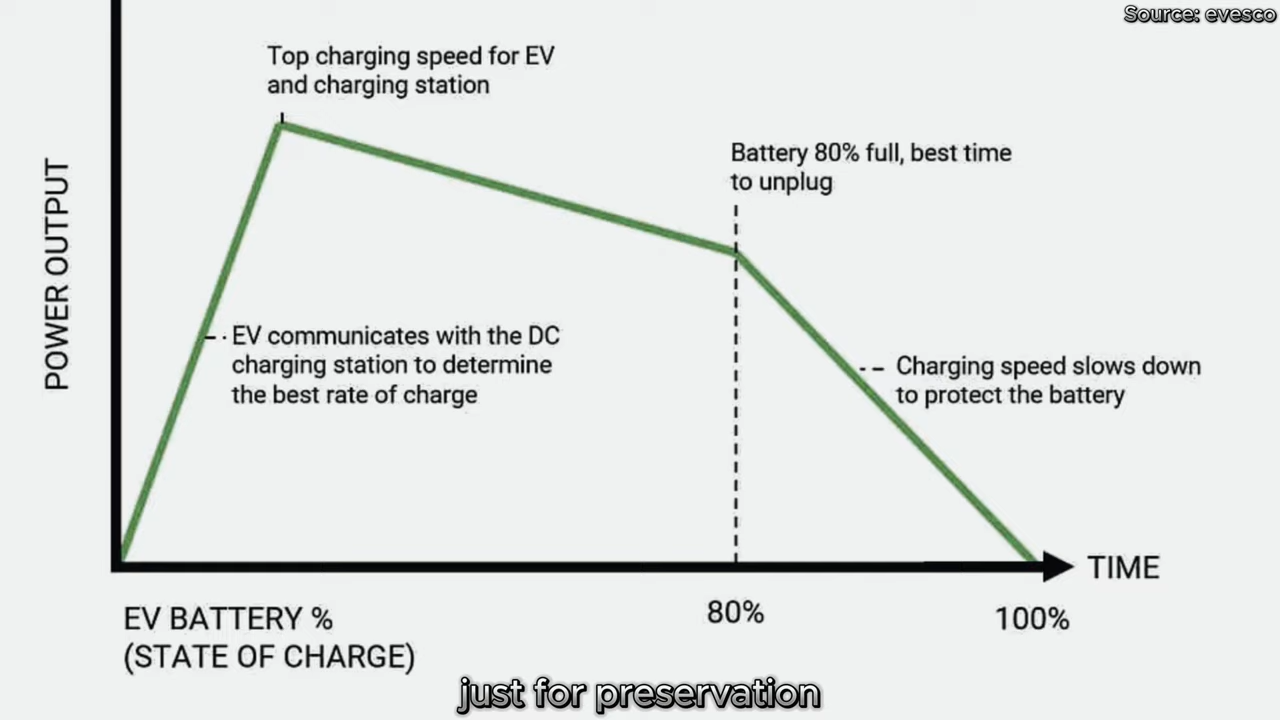 Source: evesco
Top charging speed for EV
and charging station
Battery 80% full, best time
to unplug
POWER OUTPUT
EV communicates with the DC
charging station to determine
the best rate of charge
Charging speed slows down
to protect the battery
TIME
80%
100%
EV BATTERY %
(STATE OF CHARGE)
just for preservation